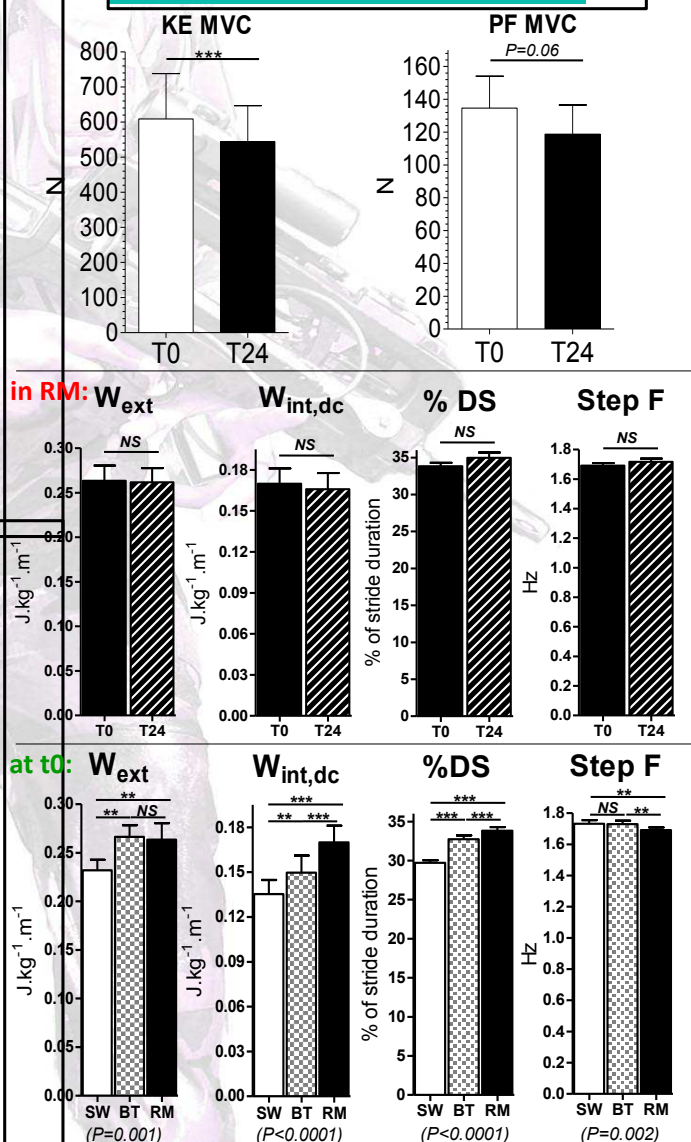 KE MVC
PF MVC
***
P=0.06
800
700
600
500
400
300
200
100
0
N
T0 T24
160
140
120
100
80
60
40
20
0
N
T0 T24
in RM:
W_ext
W_int,dc
% DS
Step F
NS
NS
NS
NS
0.30
0.25
0.20
0.15
0.10
0.05
0.00
J.kg⁻¹.m⁻¹
T0 T24
0.18
0.15
0.12
0.09
0.06
0.03
0.00
J.kg⁻¹.m⁻¹
T0 T24
35
30
25
20
15
10
5
0
% of stride duration
T0 T24
1.8
1.6
1.4
1.2
1.0
0.8
0.6
0.4
0.2
0.0
Hz
T0 T24
at t0:
W_ext
W_int,dc
%DS
Step F
**
** NS
***
** ***
***
*** ***
**
NS **
0.30
0.25
0.20
0.15
0.10
0.05
0.00
J.kg⁻¹.m⁻¹
SW BT RM
(P=0.001)
0.18
0.15
0.12
0.09
0.06
0.03
0.00
J.kg⁻¹.m⁻¹
SW BT RM
(P<0.0001)
35
30
25
20
15
10
5
0
% of stride duration
SW BT RM
(P<0.0001)
1.8
1.6
1.4
1.2
1.0
0.8
0.6
0.4
0.2
0.0
Hz
SW BT RM
(P=0.002)